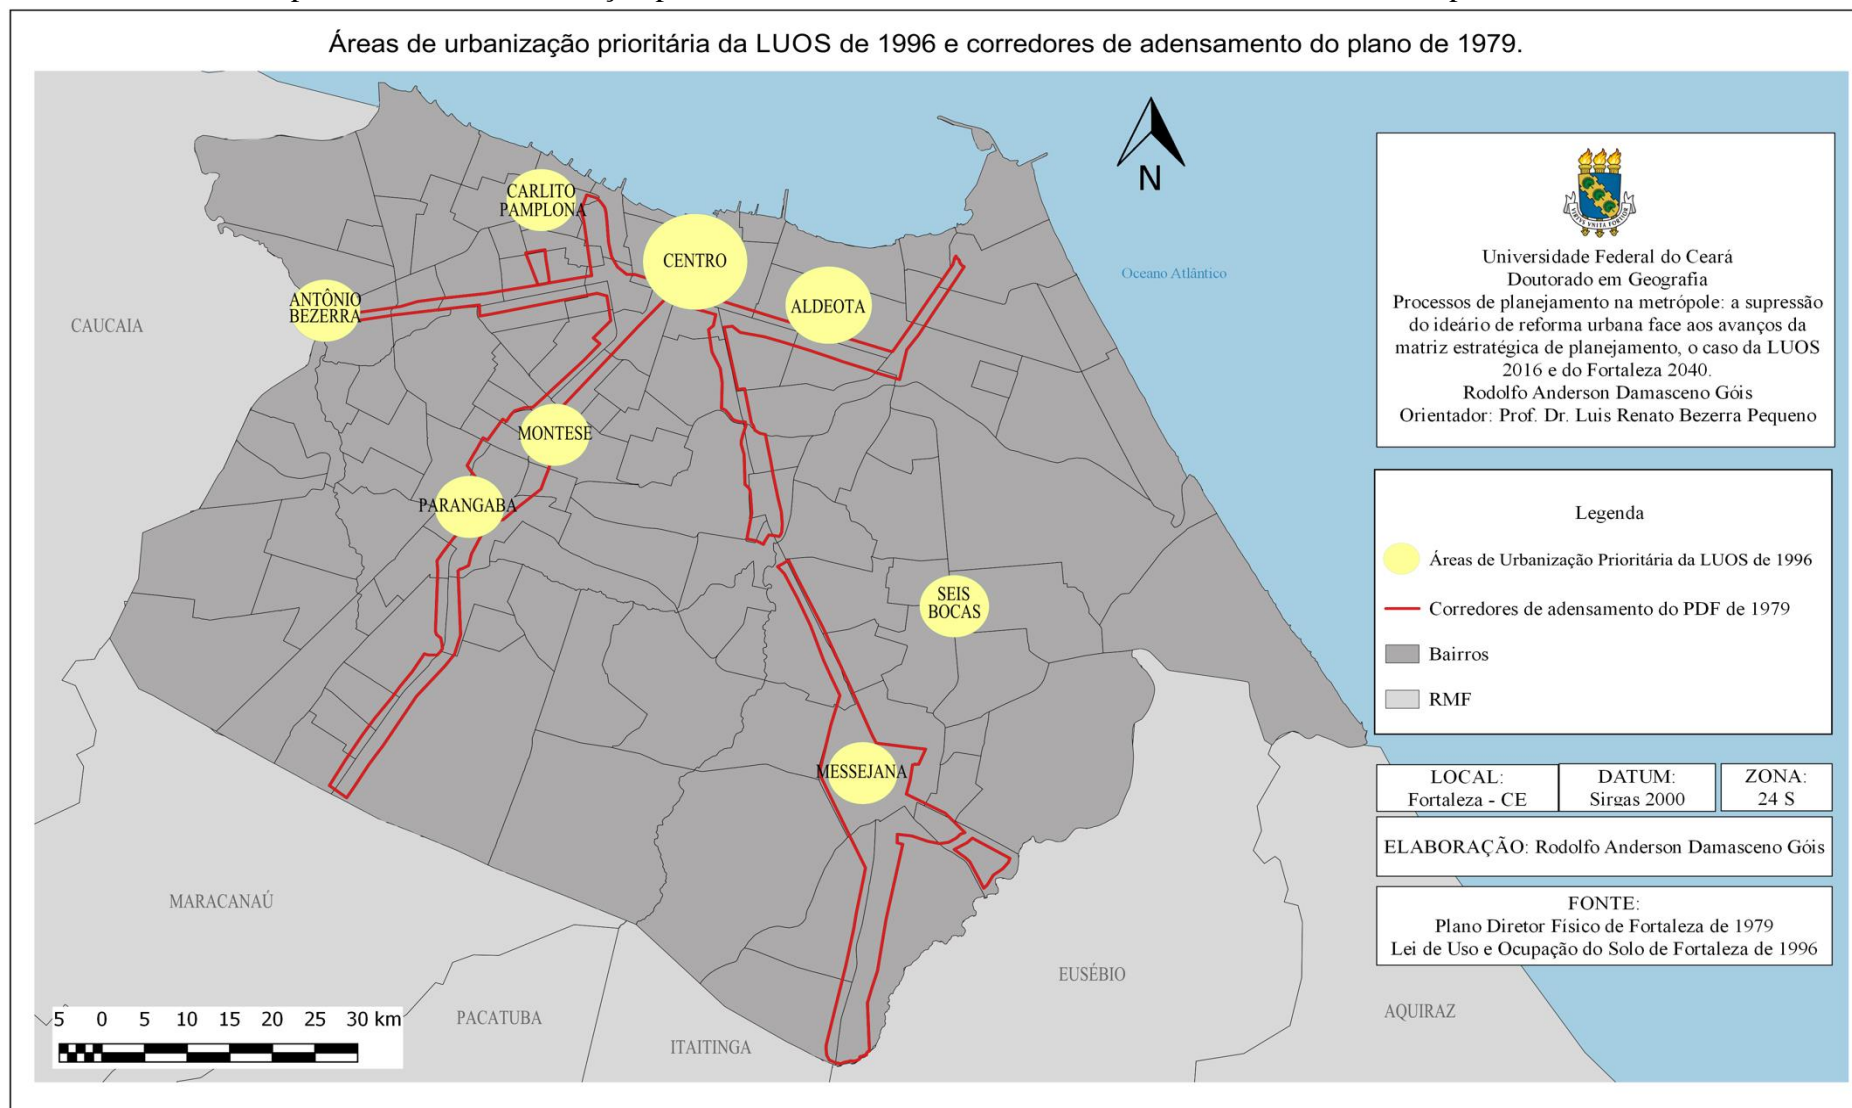 Áreas de urbanização prioritária da LUOS de 1996 e corredores de adensamento do plano de 1979.
CARLITO
PAMPLONA
CENTRO
ALDEOTA
ANTÔNIO
BEZERRA
MONTESE
PARANGABA
SEIS
BOCAS
MESSEJANA
CAUCAIA
MARACANAÚ
PACATUBA
ITAITINGA
EUSÉBIO
AQUIRAZ
Oceano Atlântico
N
5 0 5 10 15 20 25 30 km
VIRTUS UNITA FORTIOR
Universidade Federal do Ceará
Doutorado em Geografia
Processos de planejamento na metrópole: a supressão
do ideário de reforma urbana face aos avanços da
matriz estratégica de planejamento, o caso da LUOS
2016 e do Fortaleza 2040.
Rodolfo Anderson Damasceno Góis
Orientador: Prof. Dr. Luis Renato Bezerra Pequeno
Legenda
Áreas de Urbanização Prioritária da LUOS de 1996
Corredores de adensamento do PDF de 1979
Bairros
RMF
LOCAL:
Fortaleza - CE
DATUM:
Sirgas 2000
ZONA:
24 S
ELABORAÇÃO: Rodolfo Anderson Damasceno Góis
FONTE:
Plano Diretor Físico de Fortaleza de 1979
Lei de Uso e Ocupação do Solo de Fortaleza de 1996